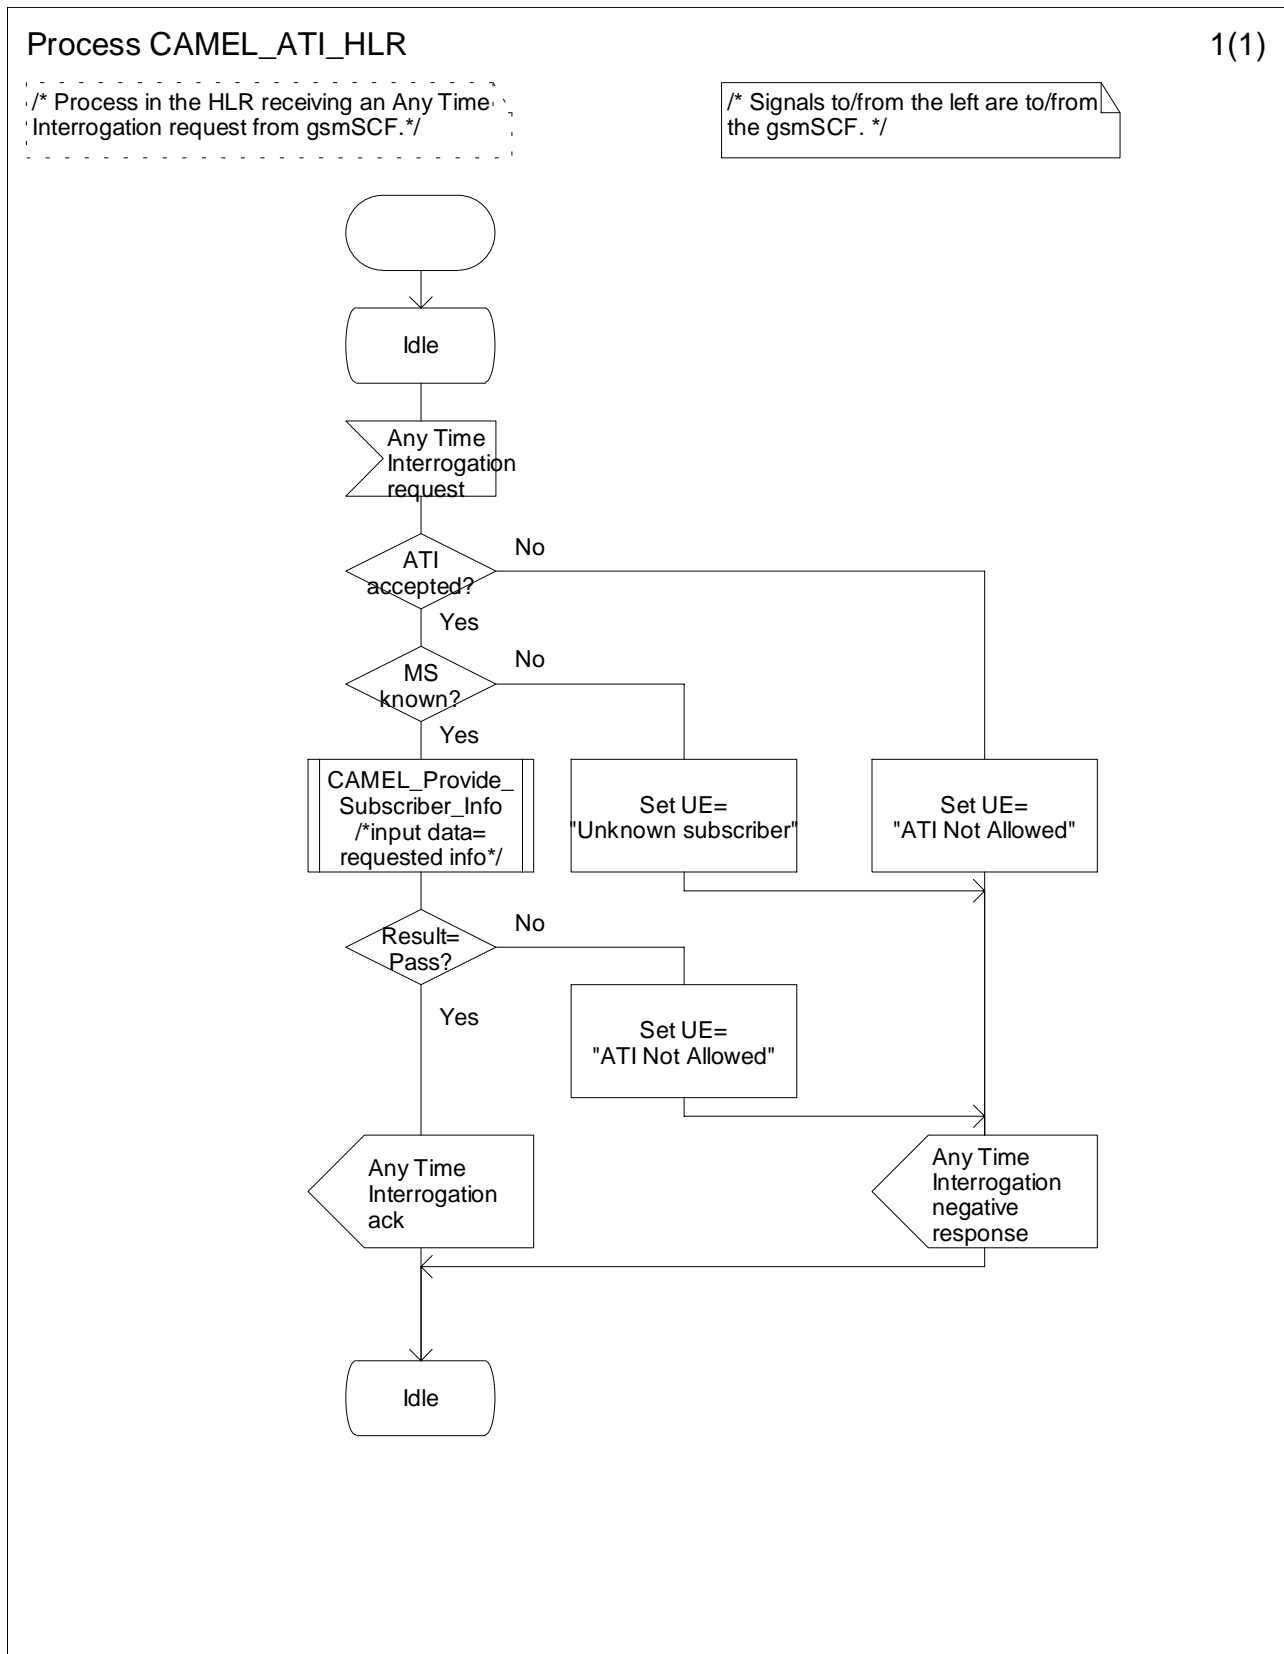 Process CAMEL_ATI_HLR
1(1)
/* Process in the HLR receiving an Any Time
Interrogation request from gsmSCF.*/
/* Signals to/from the left are to/from
the gsmSCF. */
Idle
Any Time
Interrogation
request
ATI
accepted?
No
Yes
MS
known?
No
Yes
CAMEL_Provide_
Subscriber_Info
/*input data=
requested info*/
Set UE=
"Unknown subscriber"
Set UE=
"ATI Not Allowed"
Result=
Pass?
No
Yes
Set UE=
"ATI Not Allowed"
Any Time
Interrogation
ack
Any Time
Interrogation
negative
response
Idle